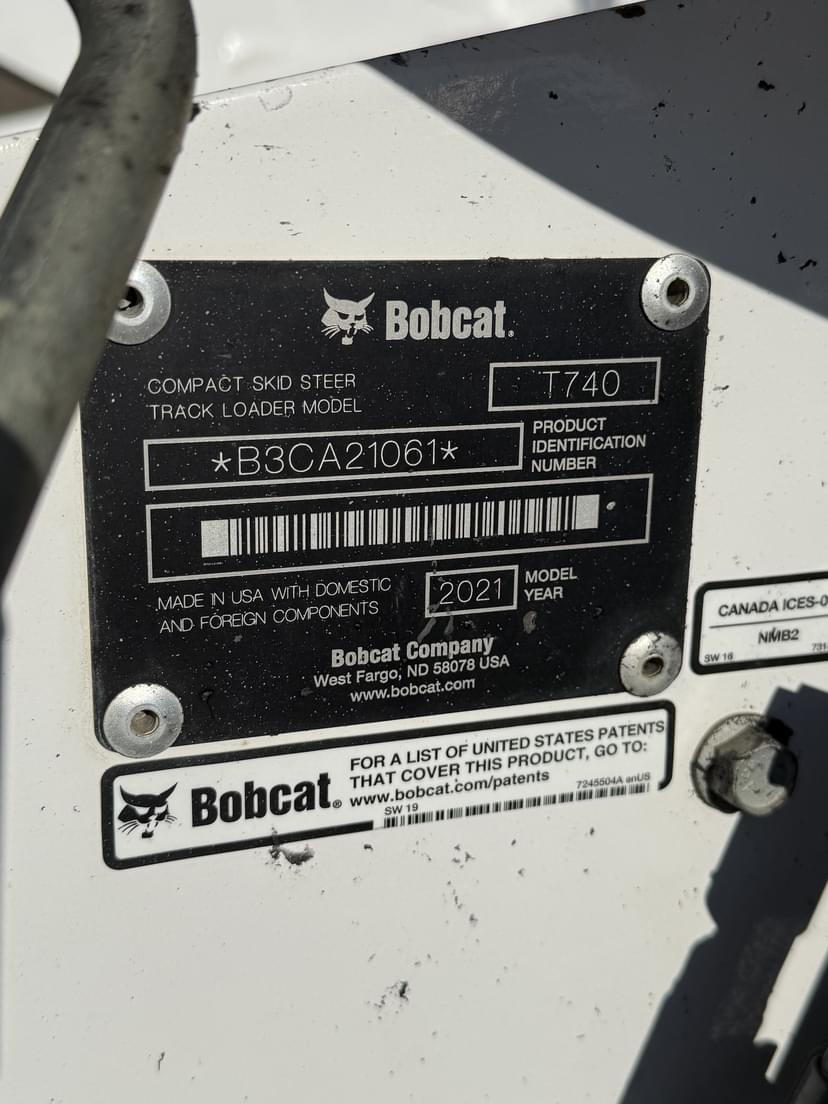 Bobcat.
COMPACT SKID STEER
TRACK LOADER MODEL
T740
*B3CA21061*
PRODUCT
IDENTIFICATION
NUMBER
MADE IN USA WITH DOMESTIC
AND FOREIGN COMPONENTS
2021
MODEL
YEAR
Bobcat Company
West Fargo, ND 58078 USA
www.bobcat.com
CANADA ICES-0
NMB2
SW 16
731
Bobcat®
FOR A LIST OF UNITED STATES PATENTS
THAT COVER THIS PRODUCT, GO TO:
www.bobcat.com/patents
7245504A enUS
SW 19